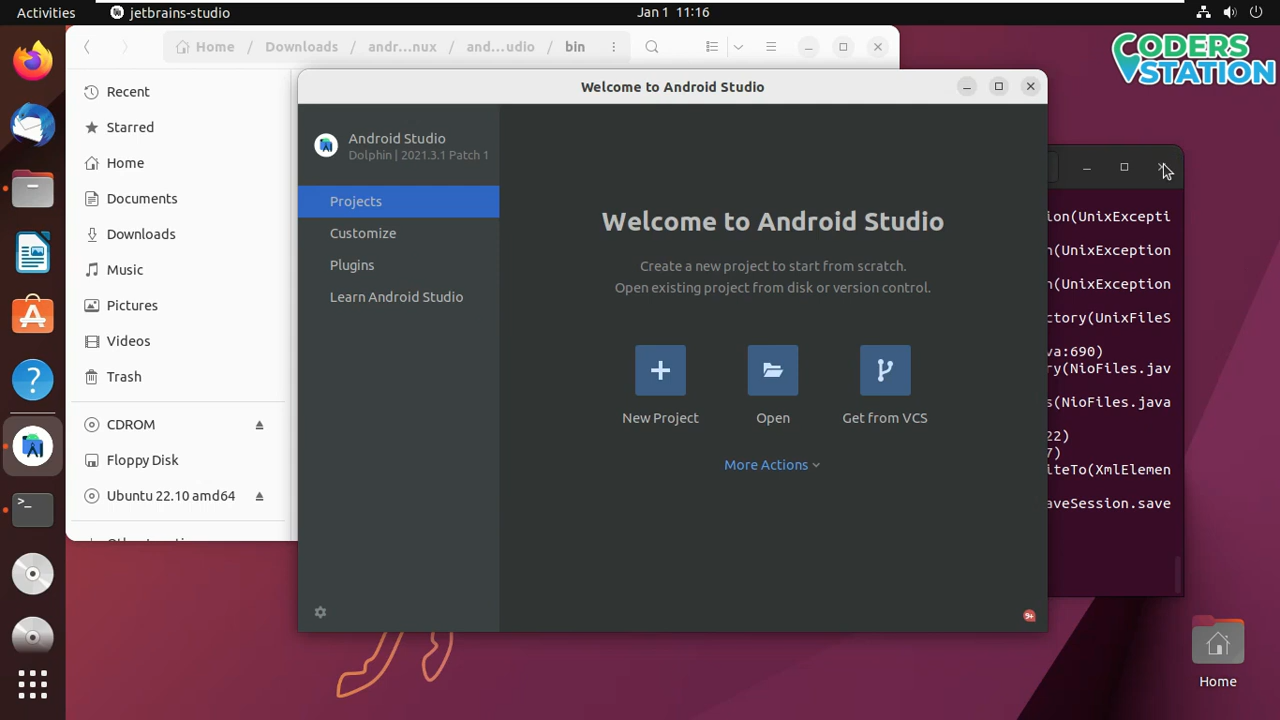 Activities
jetbrains-studio
Jan 1 11:16
Home / Downloads / andr...nux / and...udio / bin
CODERS
STATION
Recent
Starred
Home
Documents
Downloads
Music
Pictures
Videos
Trash
CDROM
Floppy Disk
Ubuntu 22.10 amd64
Welcome to Android Studio
Android Studio
Dolphin | 2021.3.1 Patch 1
Projects
Customize
Plugins
Learn Android Studio
Welcome to Android Studio
Create a new project to start from scratch.
Open existing project from disk or version control.
New Project
Open
Get from VCS
More Actions
9+
ion(UnixExcepti
n(UnixException
n(UnixException
ctory(UnixFileS
va:690)
ry(NioFiles.jav
s(NioFiles.java
22)
7)
iteTo(XmlElemen
aveSession.save
Home